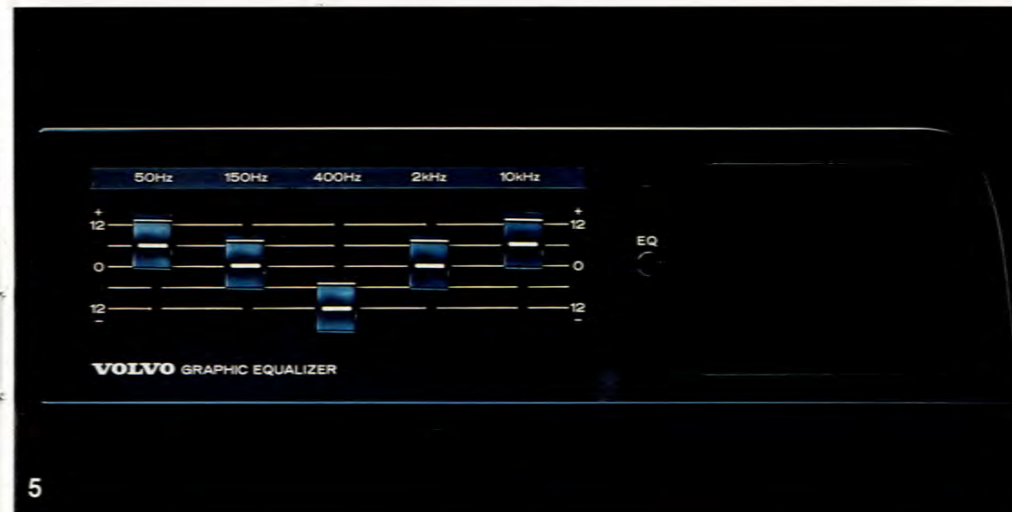 50Hz 150Hz 400Hz 2kHz 10kHz
+ +
12 12
EQ
0 0
12 12
- -
VOLVO GRAPHIC EQUALIZER
5